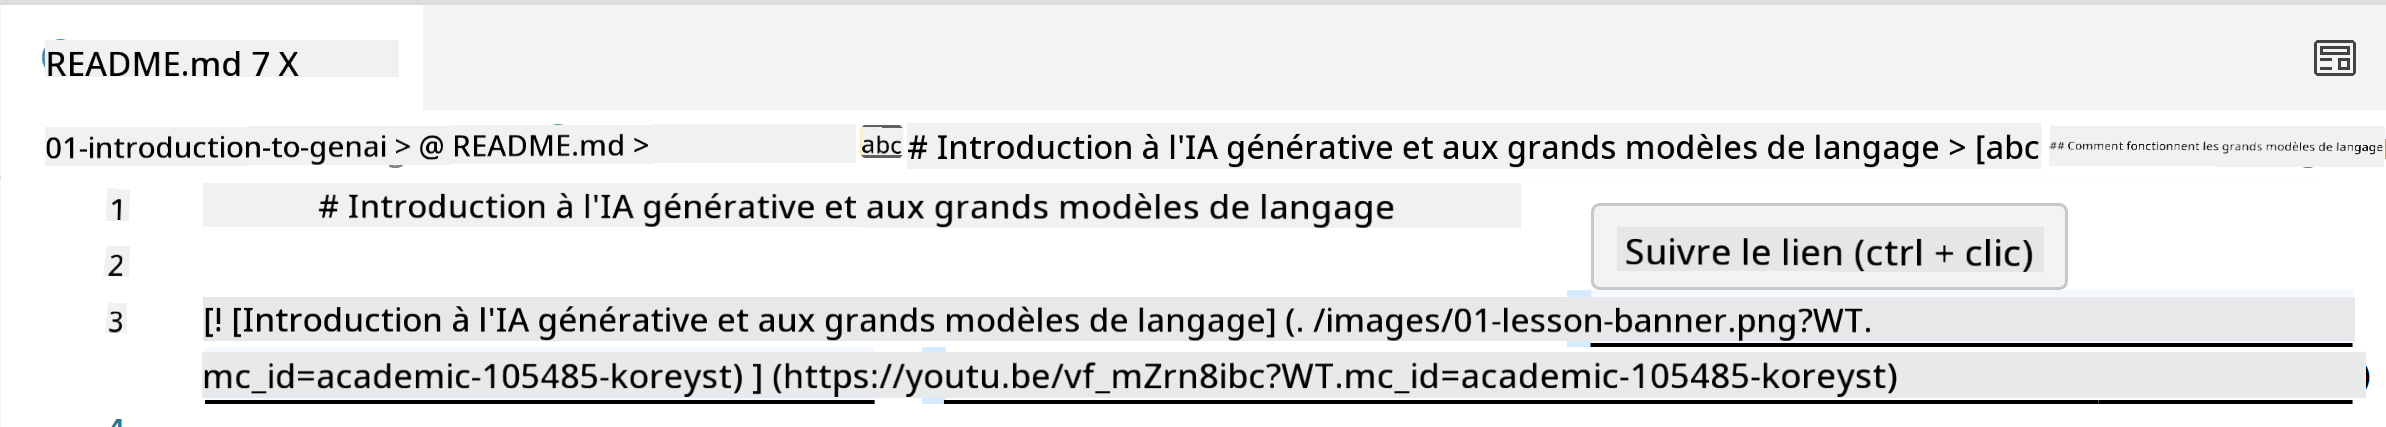 README.md 7 X
01-introduction-to-genai > @ README.md > abc # Introduction à l'IA générative et aux grands modèles de langage > [abc ## Comment fonctionnent les grands modèles de langage
1 # Introduction à l'IA générative et aux grands modèles de langage
Suivre le lien (ctrl + clic)
2
3 [! [Introduction à l'IA générative et aux grands modèles de langage] (. /images/01-lesson-banner.png?WT.
mc_id=academic-105485-koreyst) ] (https://youtu.be/vf_mZrn8ibc?WT.mc_id=academic-105485-koreyst)